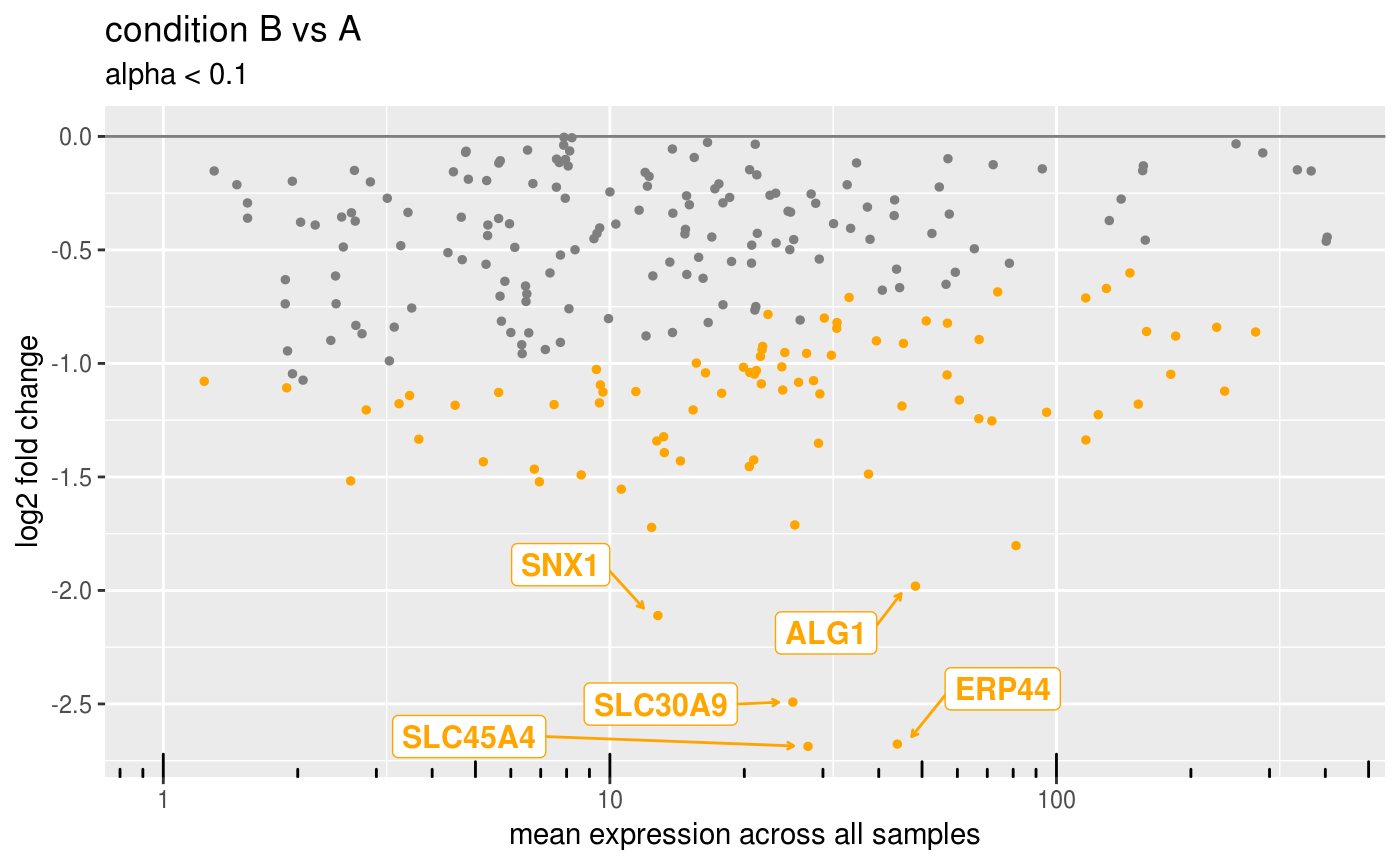 condition B vs A
alpha < 0.1
0.0
-0.5
-1.0
-1.5
-2.0
-2.5
log2 fold change
SNX1
ALG1
ERP44
SLC30A9
SLC45A4
1 10 100
mean expression across all samples